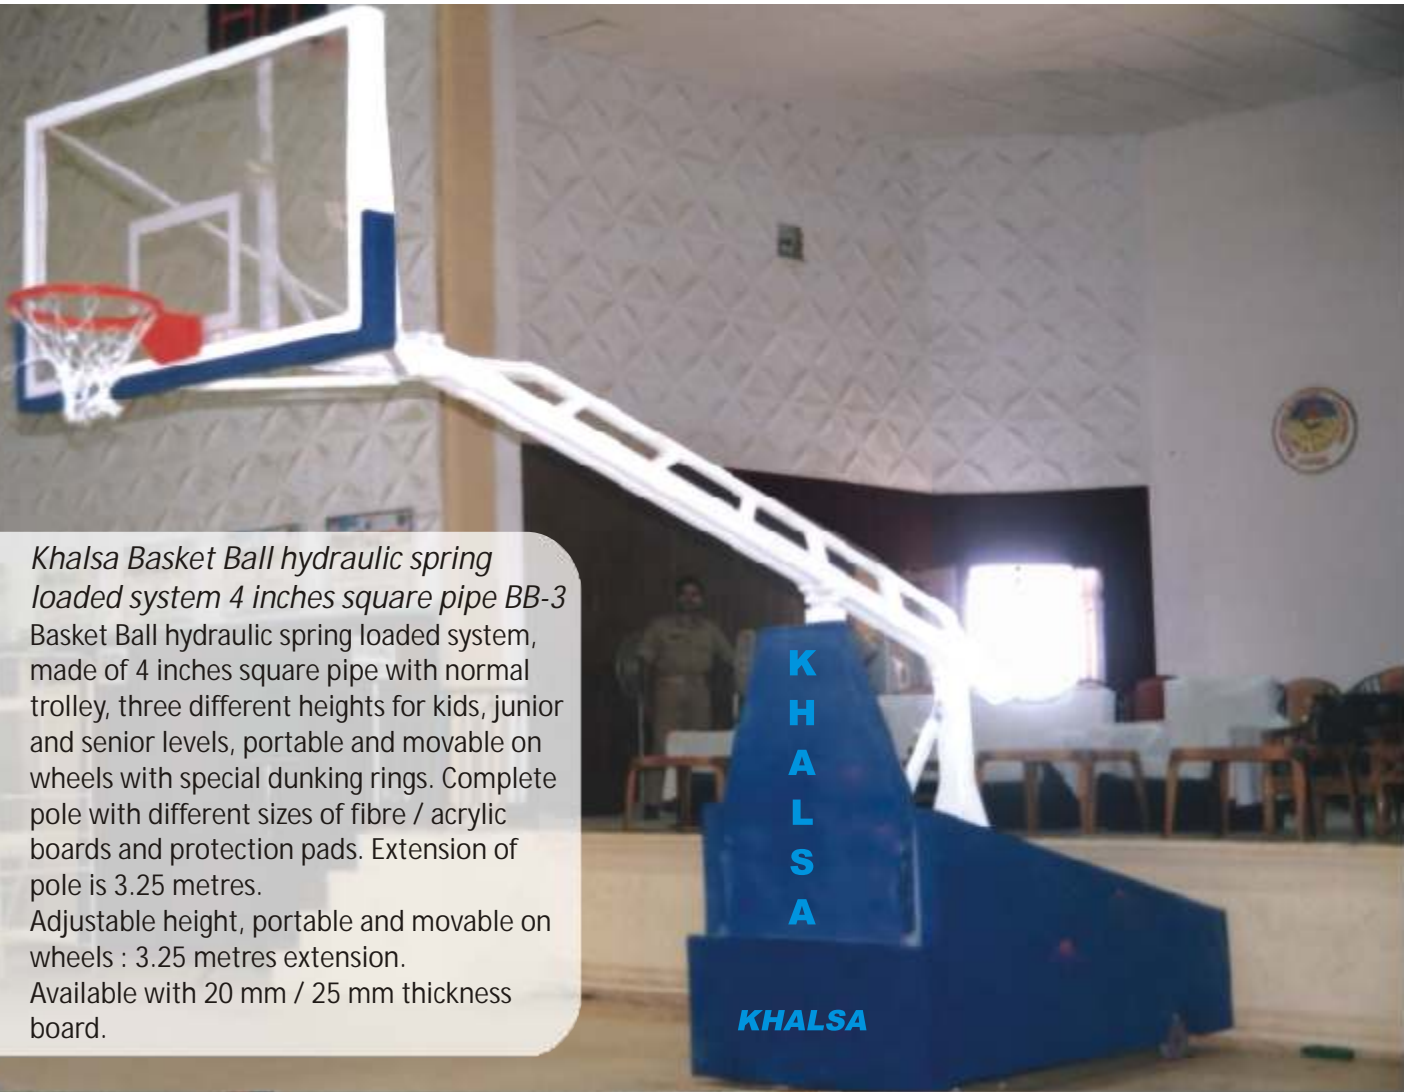 Khalsa Basket Ball hydraulic spring
loaded system 4 inches square pipe BB-3
Basket Ball hydraulic spring loaded system,
made of 4 inches square pipe with normal
trolley, three different heights for kids, junior
and senior levels, portable and movable on
wheels with special dunking rings. Complete
pole with different sizes of fibre / acrylic
boards and protection pads. Extension of
pole is 3.25 metres.
Adjustable height, portable and movable on
wheels : 3.25 metres extension.
Available with 20 mm / 25 mm thickness
board.
K
H
A
L
S
A
KHALSA